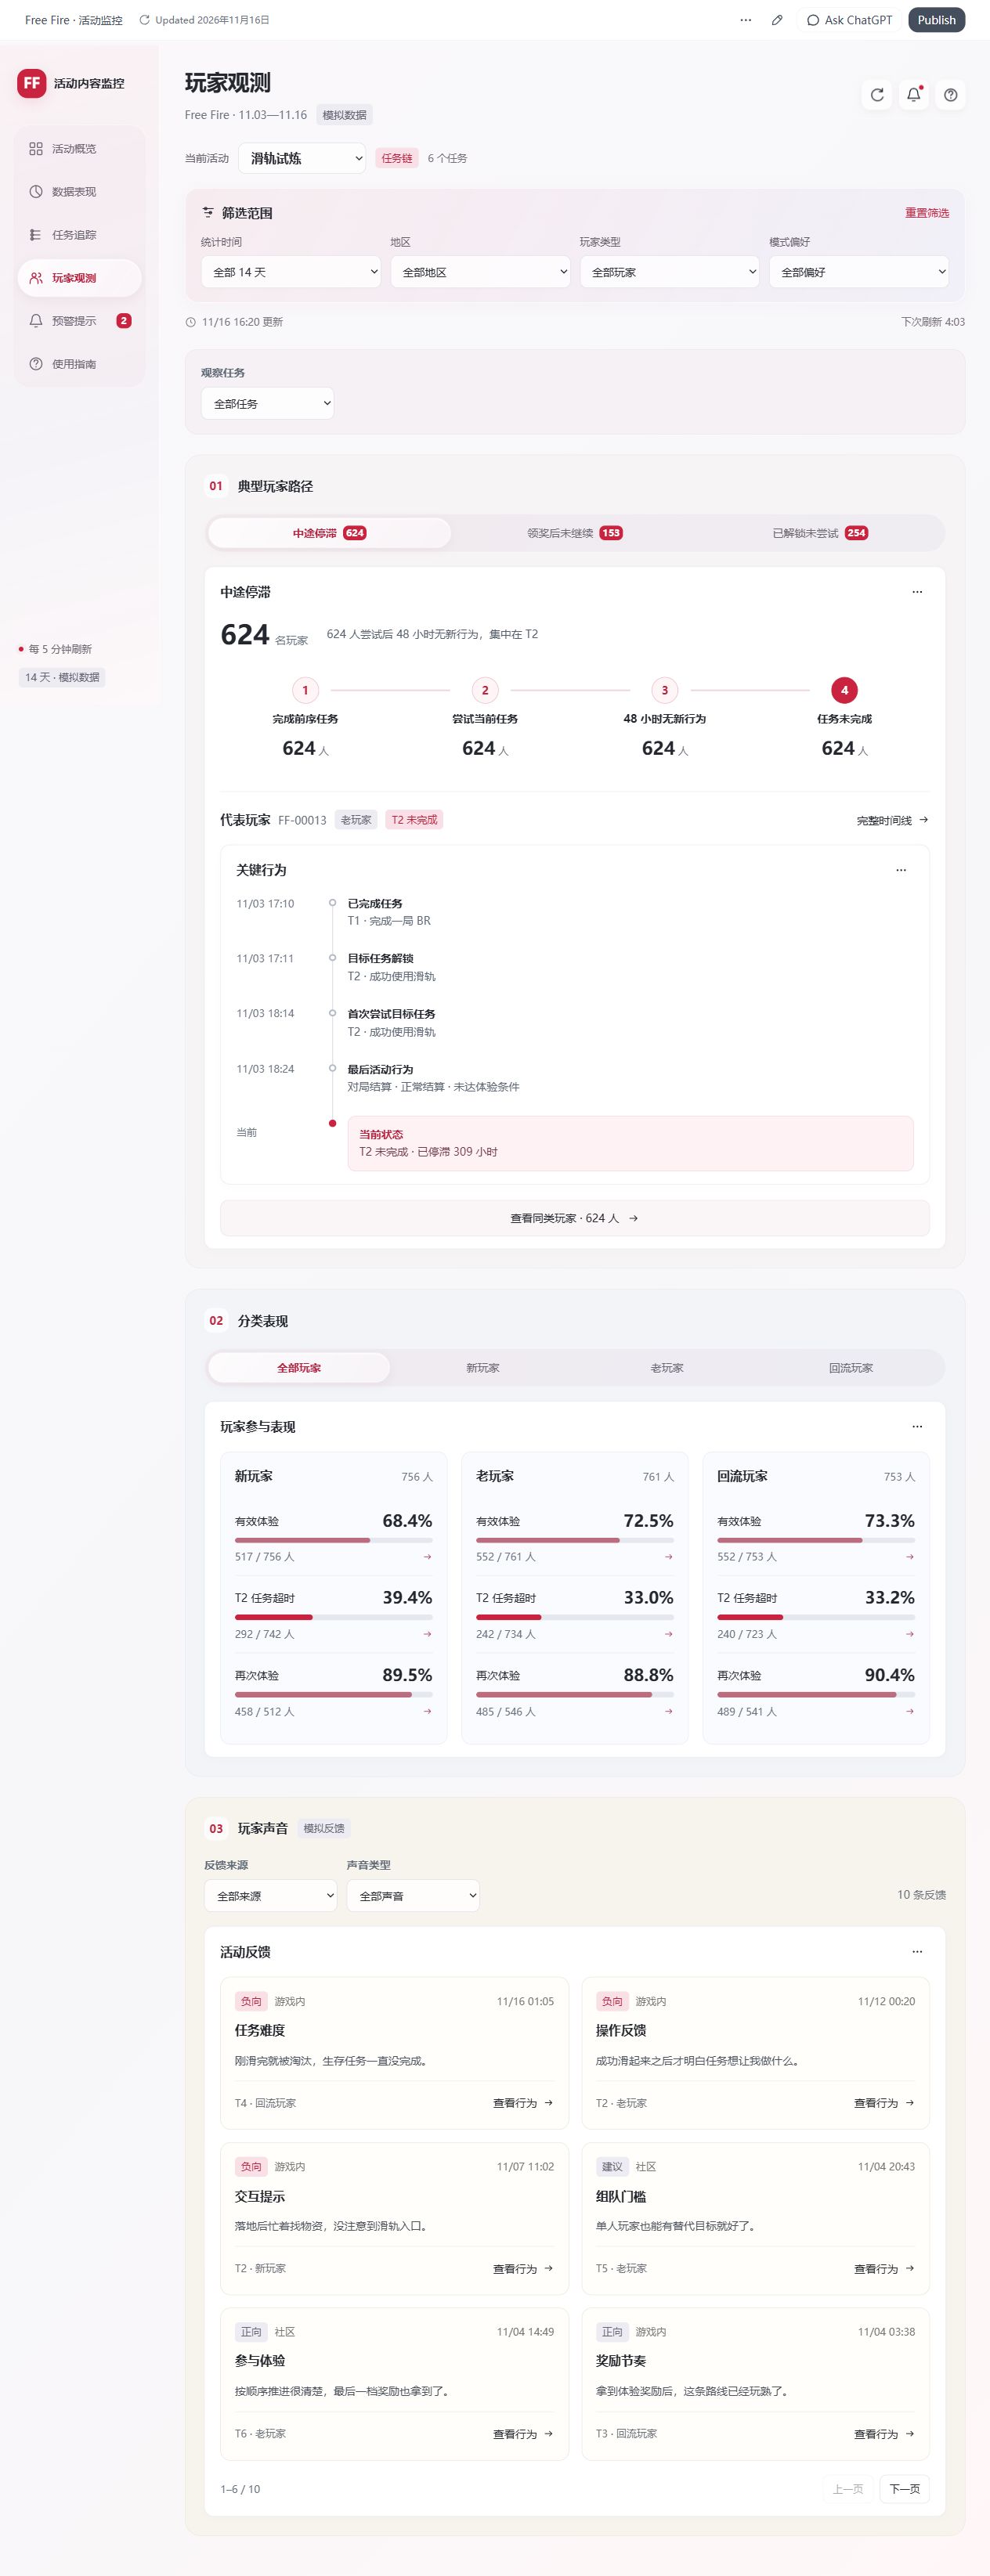 Free Fire · 活动监控
Updated 2026年11月16日
Ask ChatGPT
Publish
FF 活动内容监控
活动概览
数据表现
任务追踪
玩家观测
预警提示 2
使用指南
每 5 分钟刷新
14 天 · 模拟数据
玩家观测
Free Fire · 11.03—11.16 模拟数据
当前活动 滑轨试炼 任务链 6 个任务
筛选范围 重置筛选
统计时间 地区 玩家类型 模式偏好
全部 14 天 全部地区 全部玩家 全部偏好
11/16 16:20 更新 下次刷新 4:03
观察任务
全部任务
01 典型玩家路径
中途停滞 624 领奖后未继续 153 已解锁未尝试 254
中途停滞
624 名玩家 624 人尝试后 48 小时无新行为，集中在 T2
1 2 3 4
完成前序任务 尝试当前任务 48 小时无新行为 任务未完成
624 人 624 人 624 人 624 人
代表玩家 FF-00013 老玩家 T2 未完成 完整时间线 →
关键行为
11/03 17:10 已完成任务
T1 · 完成一局 BR
11/03 17:11 目标任务解锁
T2 · 成功使用滑轨
11/03 18:14 首次尝试目标任务
T2 · 成功使用滑轨
11/03 18:24 最后活动行为
对局结算 · 正常结算 · 未达体验条件
当前 当前状态
T2 未完成 · 已停滞 309 小时
查看同类玩家 · 624 人 →
02 分类表现
全部玩家 新玩家 老玩家 回流玩家
玩家参与表现
新玩家 756 人
有效体验 68.4%
517 / 756 人 →
T2 任务超时 39.4%
292 / 742 人 →
再次体验 89.5%
458 / 512 人 →
老玩家 761 人
有效体验 72.5%
552 / 761 人 →
T2 任务超时 33.0%
242 / 734 人 →
再次体验 88.8%
485 / 546 人 →
回流玩家 753 人
有效体验 73.3%
552 / 753 人 →
T2 任务超时 33.2%
240 / 723 人 →
再次体验 90.4%
489 / 541 人 →
03 玩家声音 模拟反馈
反馈来源 声音类型
全部来源 全部声音 10 条反馈
活动反馈
负向 游戏内 11/16 01:05
任务难度
刚滑完就被淘汰，生存任务一直没完成。
T4 · 回流玩家 查看行为 →
负向 游戏内 11/12 00:20
操作反馈
成功滑起来之后才明白任务想让我做什么。
T2 · 老玩家 查看行为 →
负向 游戏内 11/07 11:02
交互提示
落地后忙着找物资，没注意到滑轨入口。
T2 · 新玩家 查看行为 →
建议 社区 11/04 20:43
组队门槛
单人玩家也能有替代目标就好了。
T5 · 老玩家 查看行为 →
正向 社区 11/04 14:49
参与体验
按顺序推进很清楚，最后一档奖励也拿到了。
T6 · 老玩家 查看行为 →
正向 游戏内 11/04 03:38
奖励节奏
拿到体验奖励后，这条路线已经玩熟了。
T3 · 回流玩家 查看行为 →
1–6 / 10 上一页 下一页